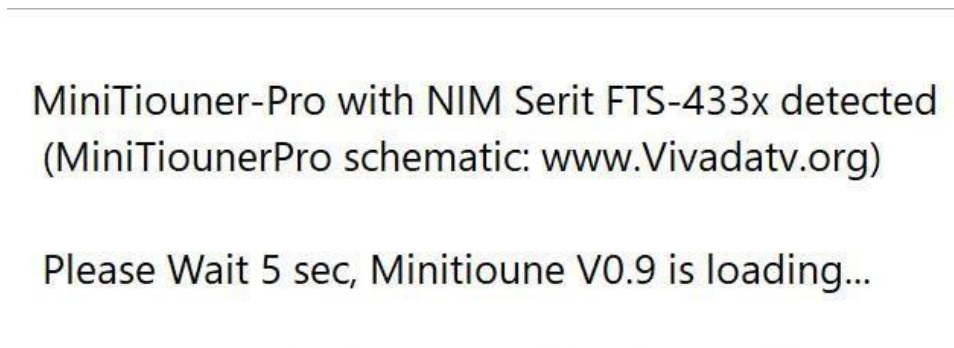 MiniTiouner-Pro with NIM Serit FTS-433x detected
(MiniTiounerPro schematic: www.Vivadatv.org)
Please Wait 5 sec, Minitioune V0.9 is loading...